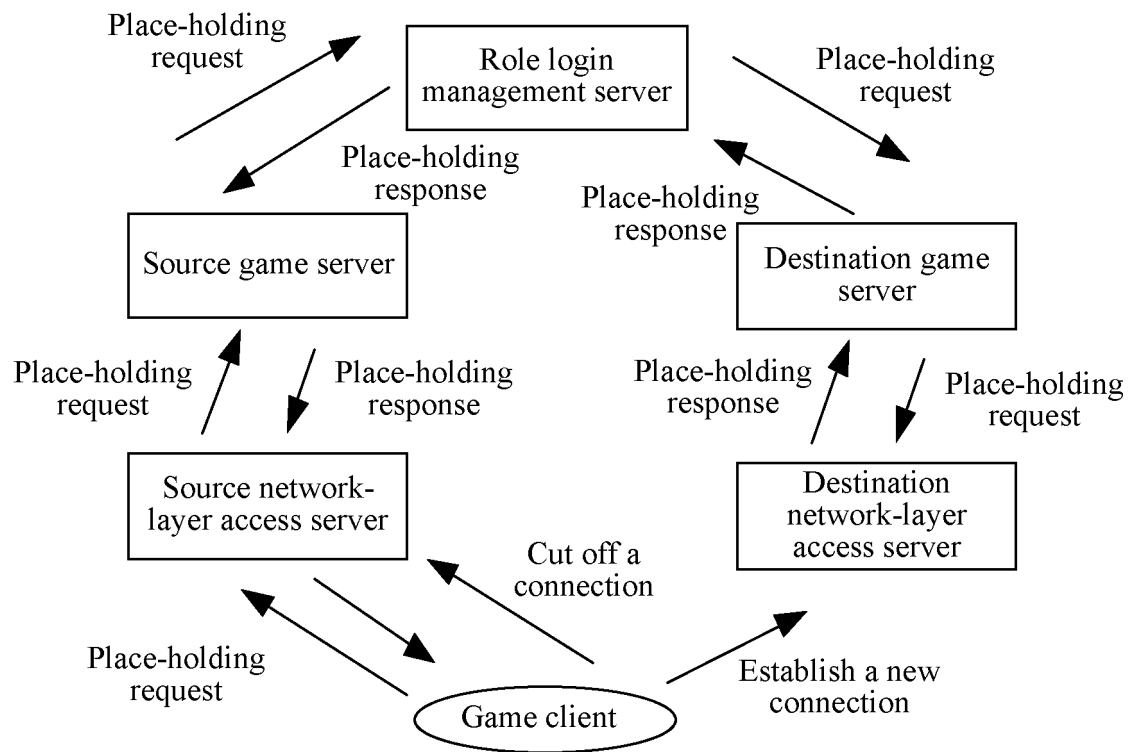 Place-holding
request
Role login
management server
Place-holding
request
Place-holding
response
Place-holding
response
Source game server
Destination game
server
Place-holding
request
Place-holding
response
Place-holding
response
Place-holding
request
Source network-
layer access server
Destination
network-layer
access server
Cut off a
connection
Place-holding
request
Establish a new
connection
Game client